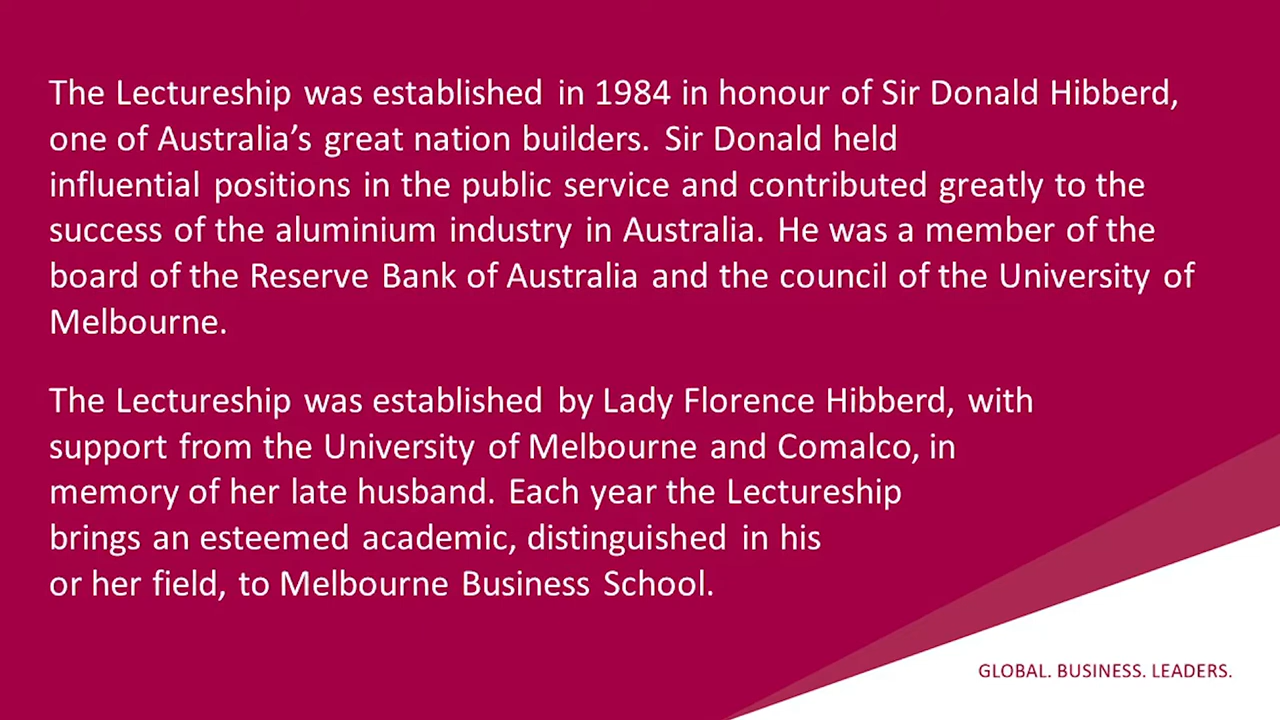 The Lectureship was established in 1984 in honour of Sir Donald Hibberd,
one of Australia’s great nation builders. Sir Donald held
influential positions in the public service and contributed greatly to the
success of the aluminium industry in Australia. He was a member of the
board of the Reserve Bank of Australia and the council of the University of
Melbourne.
The Lectureship was established by Lady Florence Hibberd, with
support from the University of Melbourne and Comalco, in
memory of her late husband. Each year the Lectureship
brings an esteemed academic, distinguished in his
or her field, to Melbourne Business School.
GLOBAL. BUSINESS. LEADERS.